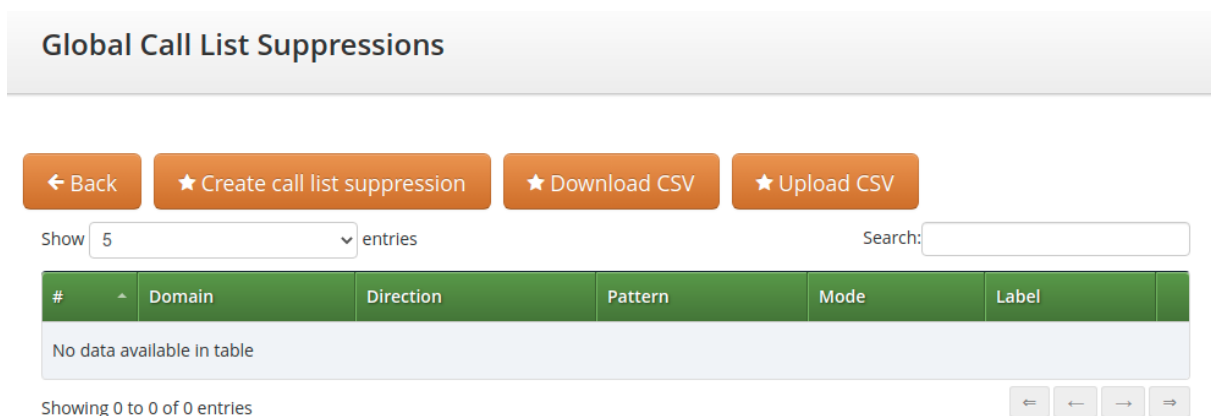 Global Call List Suppressions
← Back ★ Create call list suppression ★ Download CSV ★ Upload CSV
Show 5 entries Search:
# Domain Direction Pattern Mode Label
No data available in table
Showing 0 to 0 of 0 entries ⇐ ← → ⇒